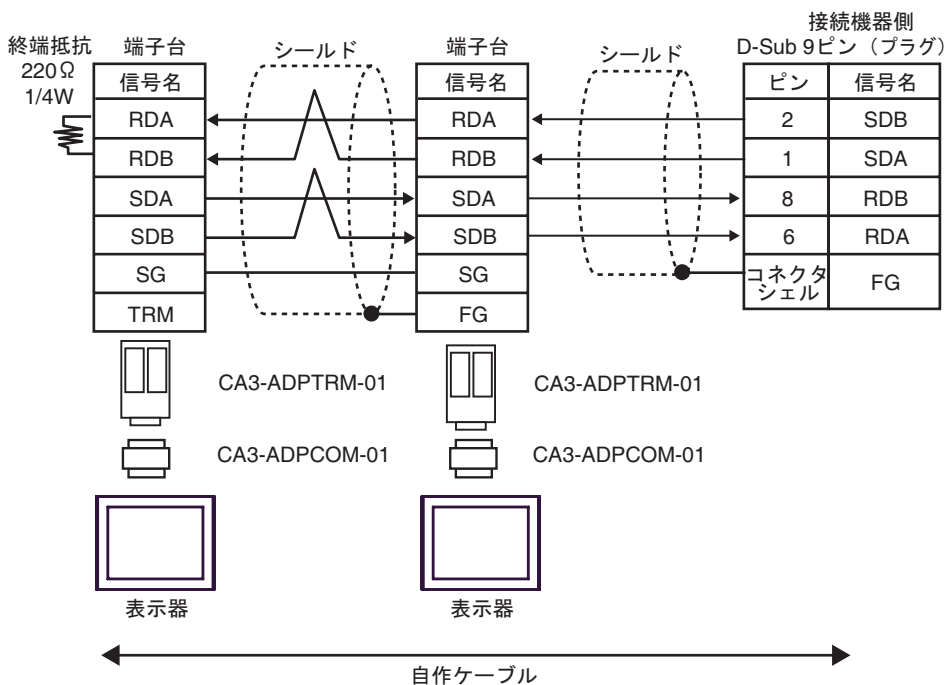 接続機器側
D-Sub 9ピン（プラグ）
終端抵抗
220Ω
1/4W
端子台
シールド
端子台
シールド
信号名
信号名
ピン 信号名
RDA
RDA
2 SDB
RDB
RDB
1 SDA
SDA
SDA
8 RDB
SDB
SDB
6 RDA
SG
SG
コネクタ
シェル
FG
TRM
FG
CA3-ADPTRM-01
CA3-ADPTRM-01
CA3-ADPCOM-01
CA3-ADPCOM-01
表示器
表示器
自作ケーブル